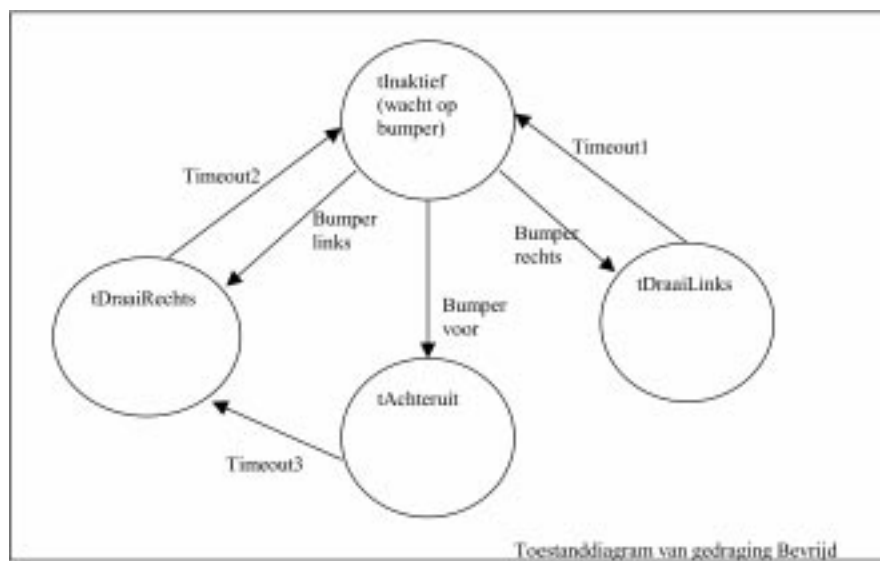 tInaktief
(wacht op
bumper)
Timeout1
Timeout2
Bumper
links
Bumper
rechts
tDraaiRechts
tDraaiLinks
Bumper
voor
tAchteruit
Timeout3
Toestanddiagram van gedraging Bevrijd